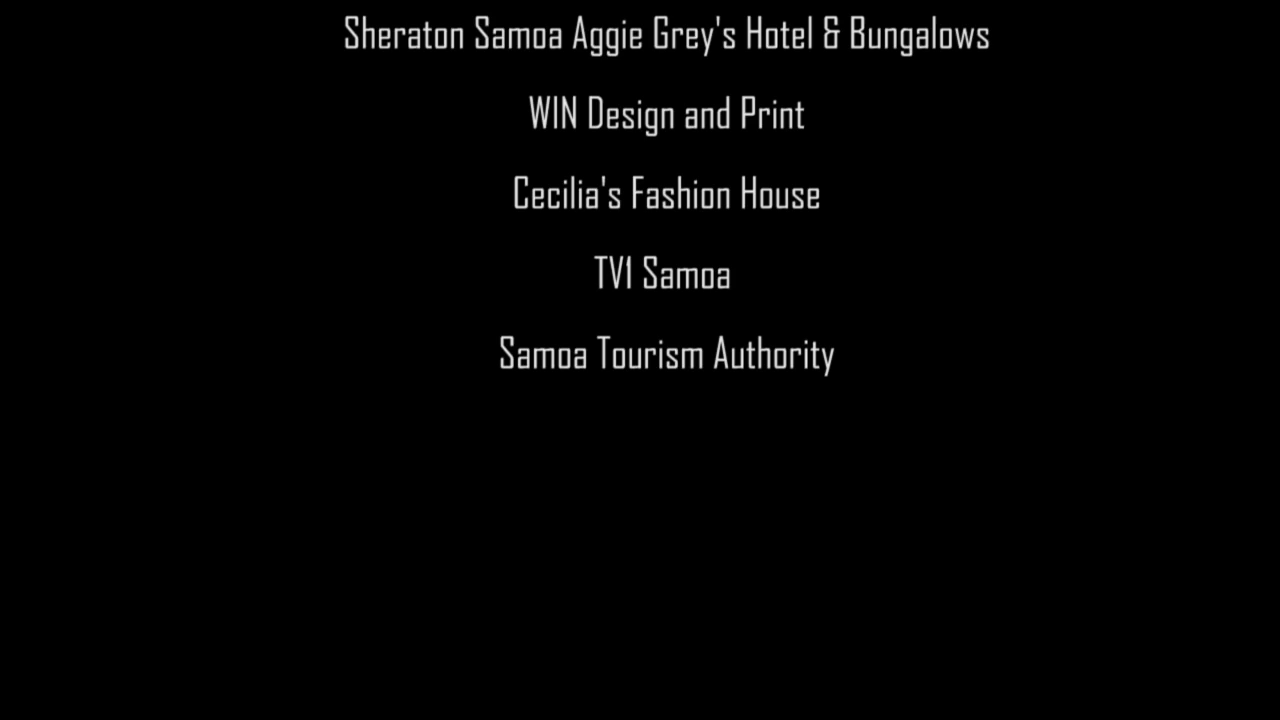 Sheraton Samoa Aggie Grey's Hotel & Bungalows
WIN Design and Print
Cecilia's Fashion House
TV1 Samoa
Samoa Tourism Authority